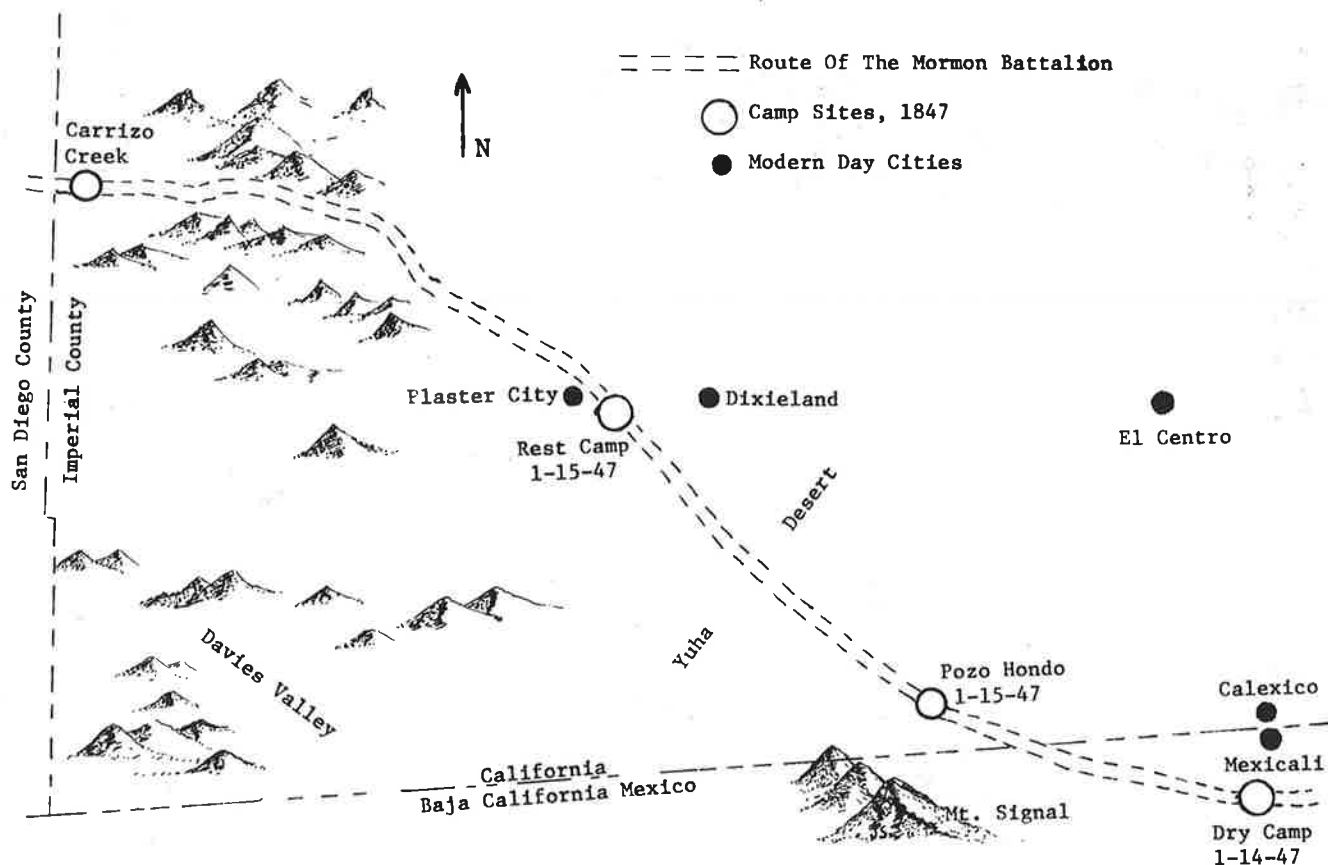 Route Of The Mormon Battalion
Camp Sites, 1847
Modern Day Cities
N
Carrizo
Creek
San Diego County
Imperial County
Plaster City
Dixieland
El Centro
Rest Camp
1-15-47
Desert
Yuha
Davies Valley
Pozo Hondo
1-15-47
Calexico
Mexicali
California
Baja California Mexico
Mt. Signal
Dry Camp
1-14-47